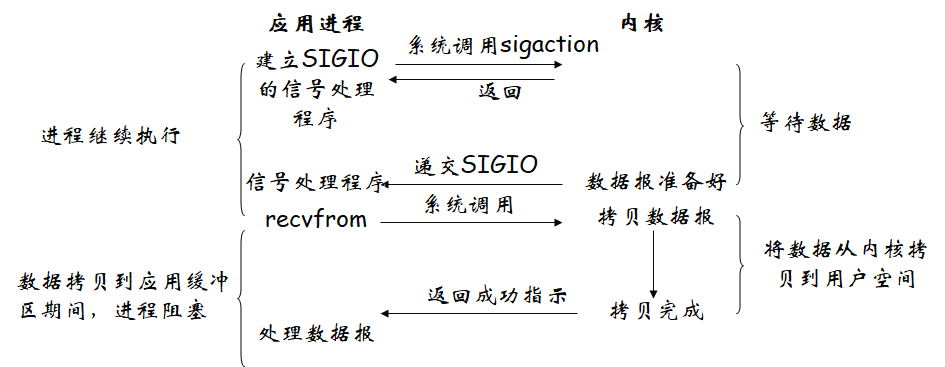 应用进程
内核
建立SIGIO
的信号处理
程序
系统调用sigaction
返回
进程继续执行
等待数据
信号处理程序
递交SIGIO
数据报准备好
recvfrom
系统调用
拷贝数据报
数据拷贝到应用缓冲
区期间，进程阻塞
将数据从内核拷
贝到用户空间
返回成功指示
拷贝完成
处理数据报